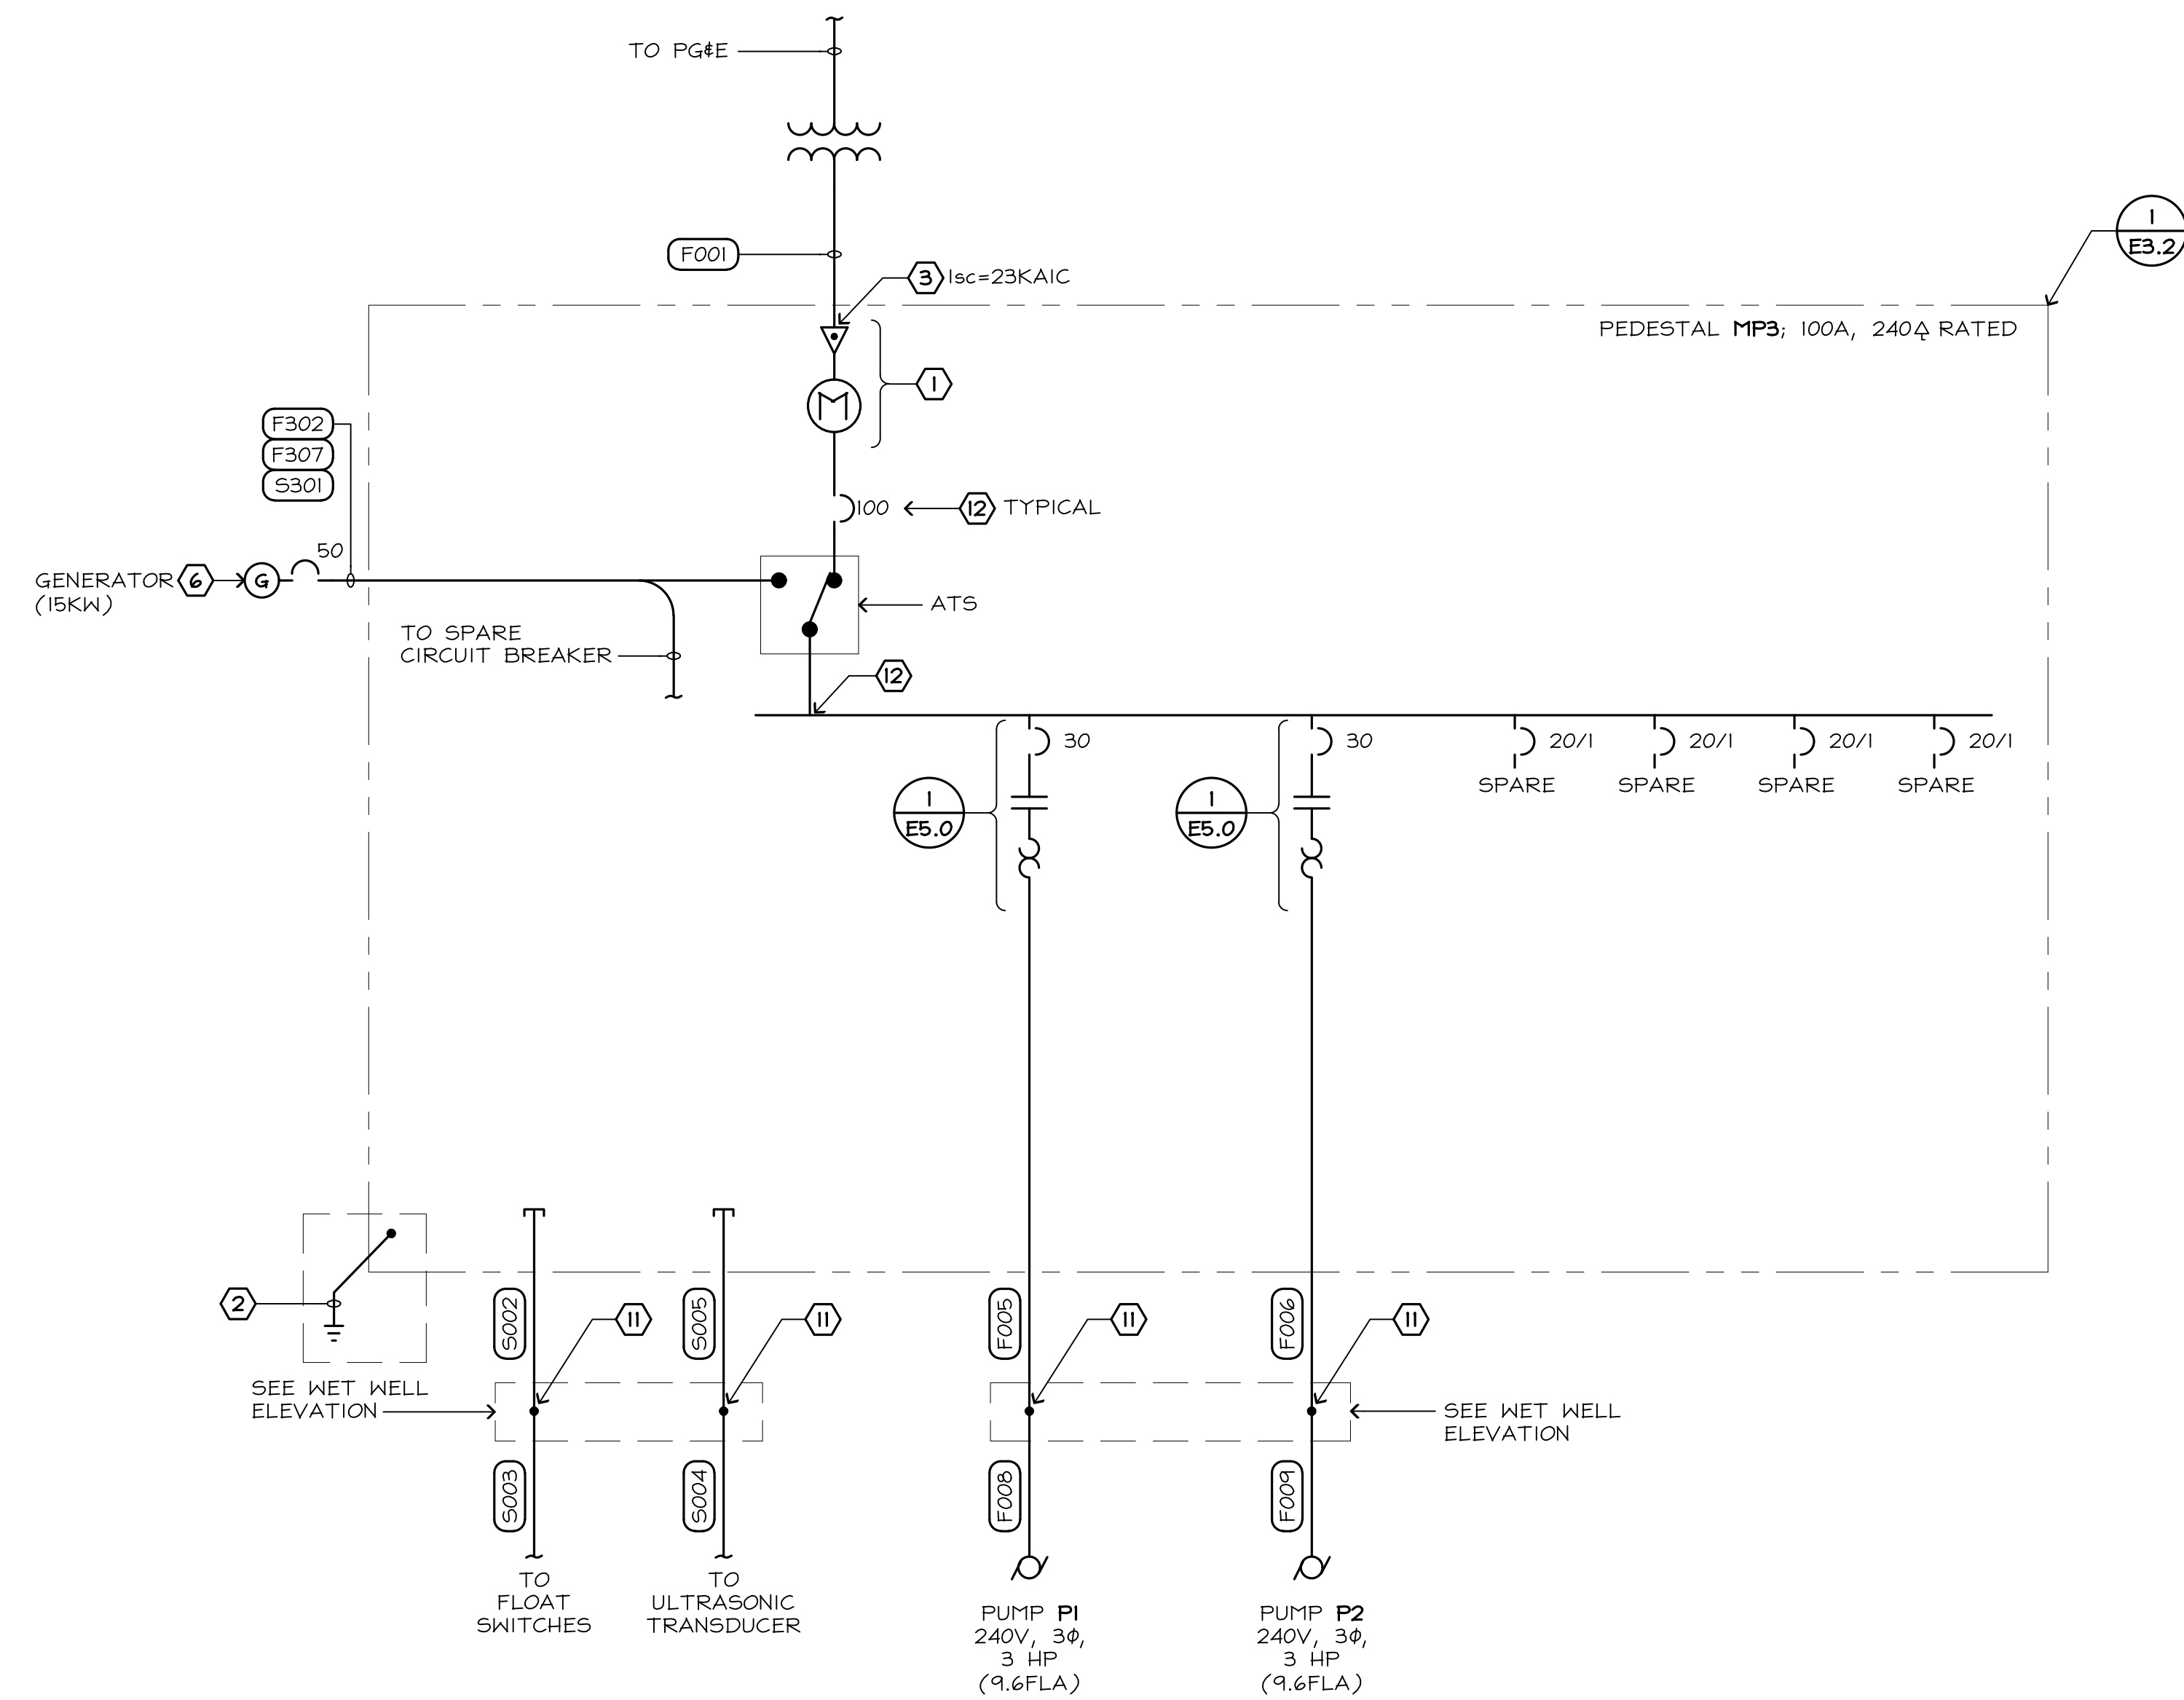 TO PG&E
F001
3 Isc=23KAIC
1
E3.2
PEDESTAL MP3; 100A, 240 RATED
1
M
F302
F307
S301
100
12 TYPICAL
50
GENERATOR 6 G
(15KW)
ATS
TO SPARE
CIRCUIT BREAKER
12
30
30
20/1
20/1
20/1
20/1
SPARE
SPARE
SPARE
SPARE
1
E5.0
1
E5.0
2
S002
11
S005
11
F005
11
F006
11
SEE WET WELL
ELEVATION
SEE WET WELL
ELEVATION
S003
S004
F008
F009
TO
FLOAT
SWITCHES
TO
ULTRASONIC
TRANSDUCER
PUMP P1
240V, 3Φ,
3 HP
(9.6FLA)
PUMP P2
240V, 3Φ,
3 HP
(9.6FLA)